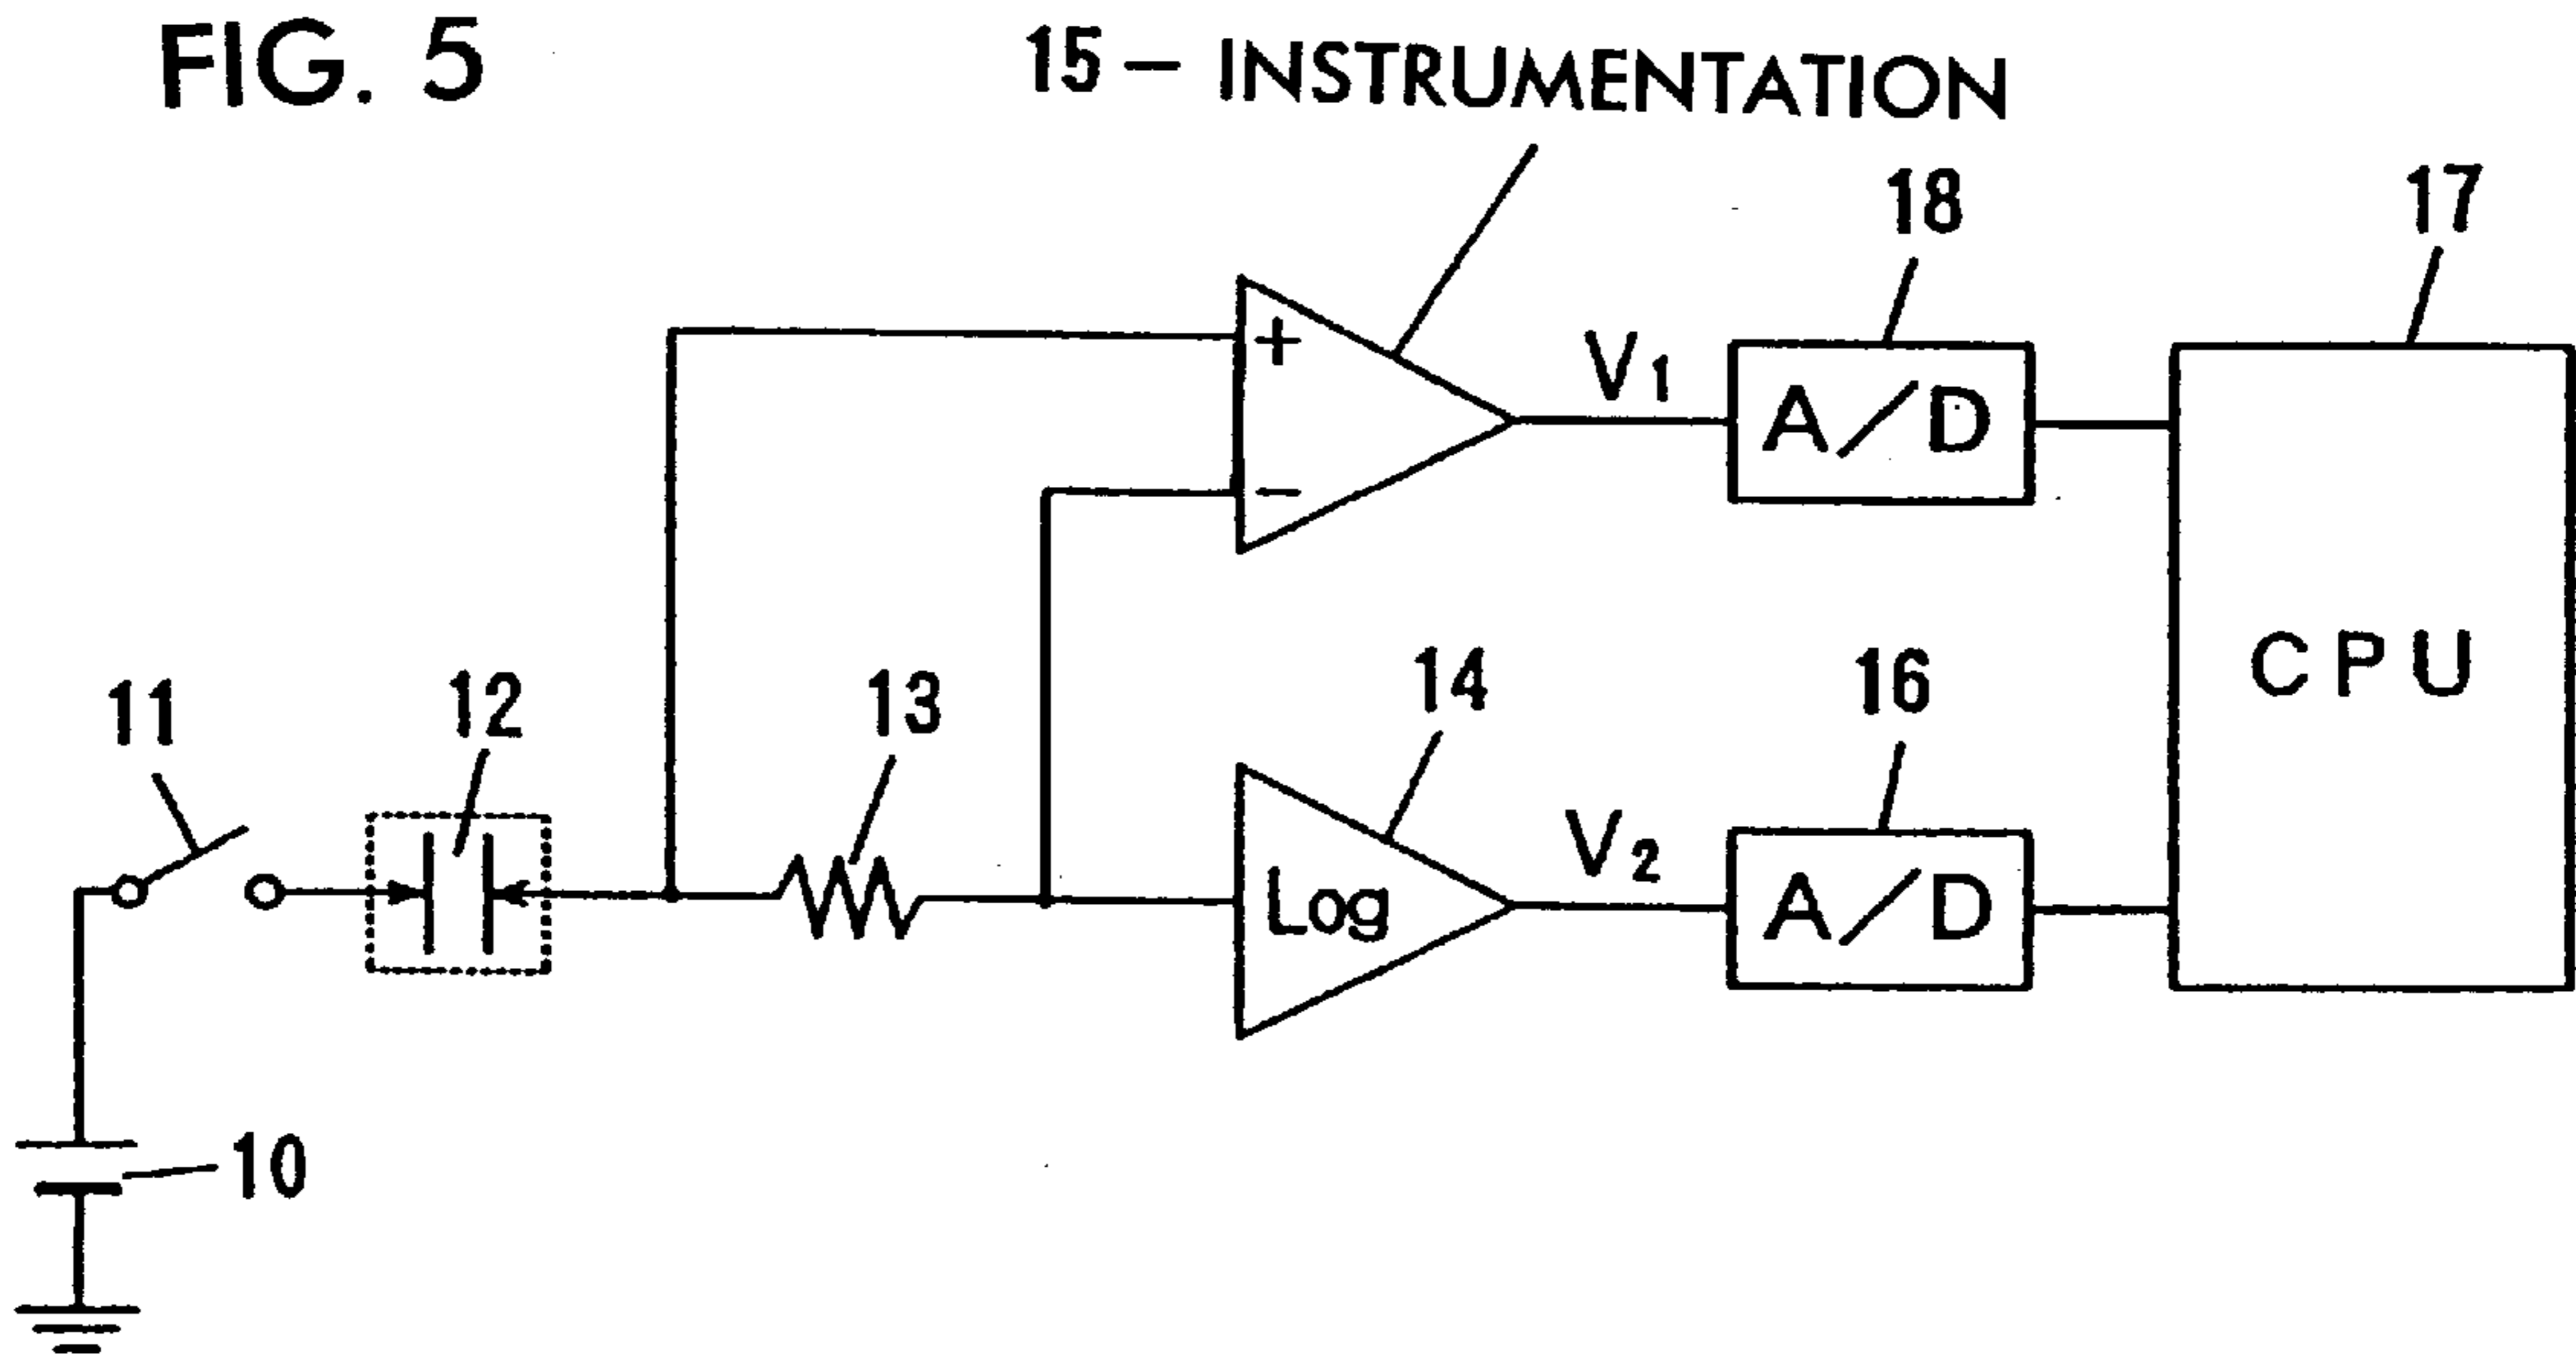 FIG. 5
15 — INSTRUMENTATION
18
17
+
V1
A/D
−
CPU
11
12
13
14
16
Log
V2
A/D
10